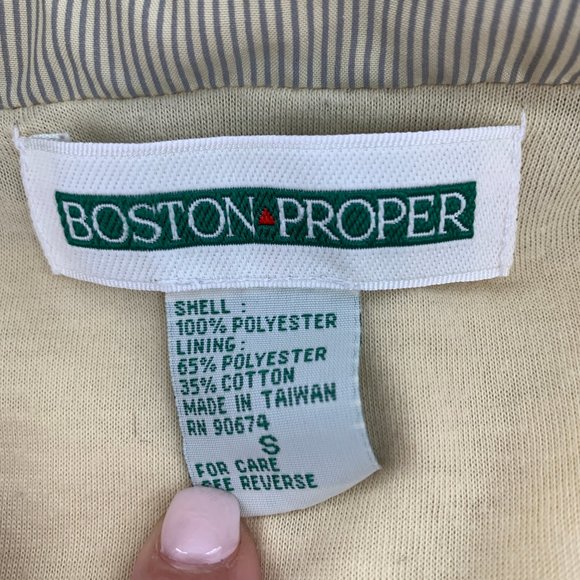 BOSTON PROPER
SHELL :
100% POLYESTER
LINING :
65% POLYESTER
35% COTTON
MADE IN TAIWAN
RN 90674
S
FOR CARE
SEE REVERSE